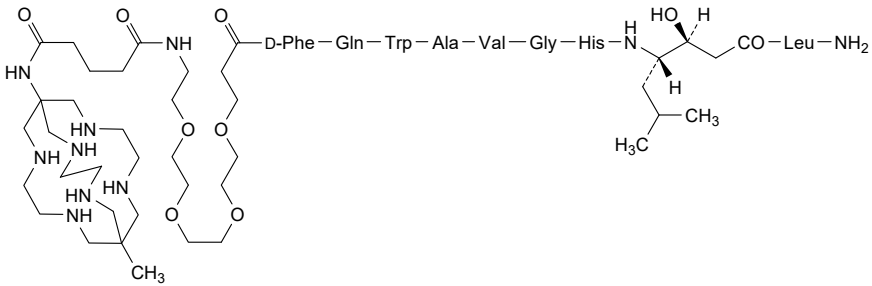 O O NH O D-Phe Gln Trp Ala Val Gly His H N HO H CO Leu NH2
HN H
O O CH3
H3C
HN
NH
NH
NH HN
HN
NH O O
CH3